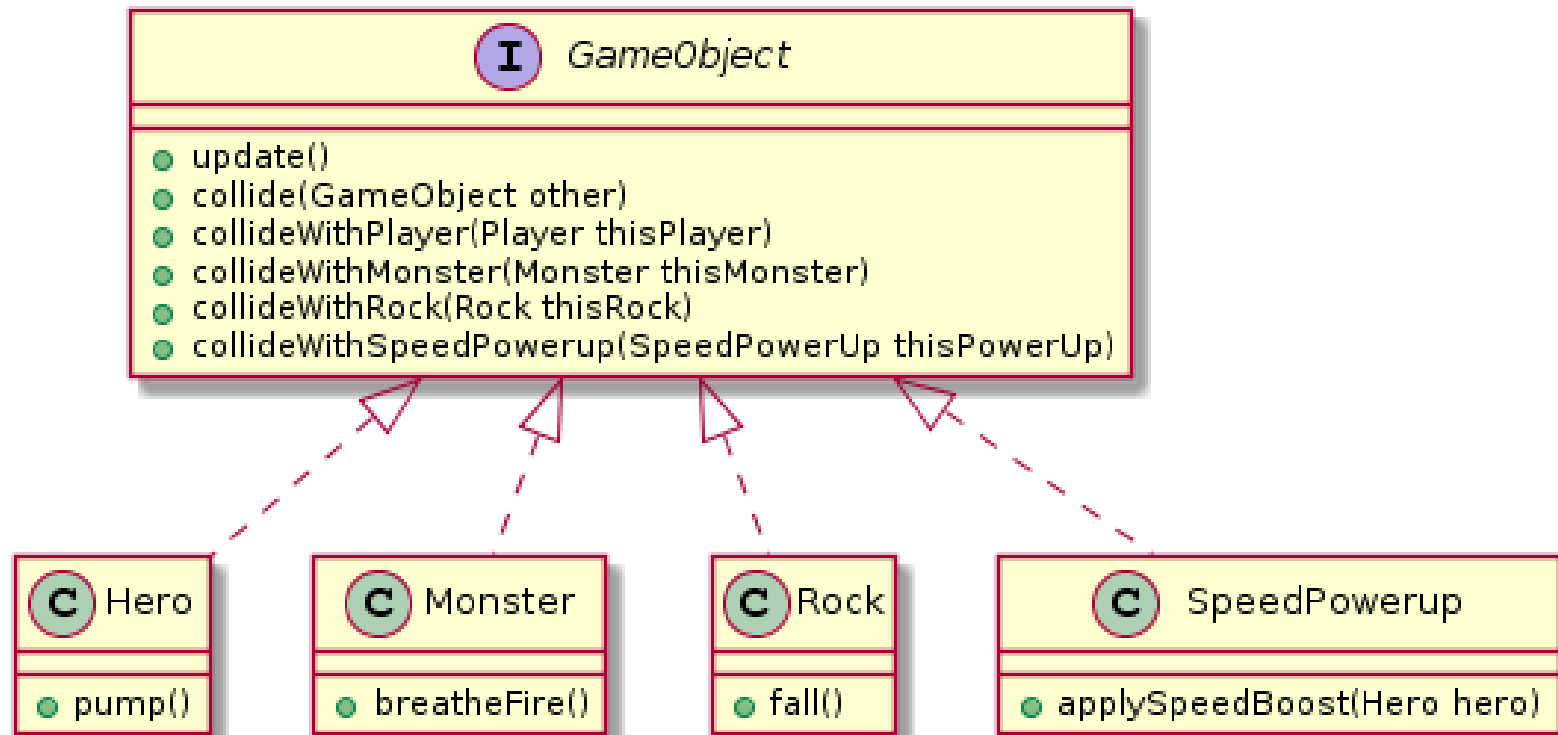 I GameObject
update()
collide(GameObject other)
collideWithPlayer(Player thisPlayer)
collideWithMonster(Monster thisMonster)
collideWithRock(Rock thisRock)
collideWithSpeedPowerup(SpeedPowerUp thisPowerUp)
C Hero
pump()
C Monster
breatheFire()
C Rock
fall()
C SpeedPowerup
applySpeedBoost(Hero hero)